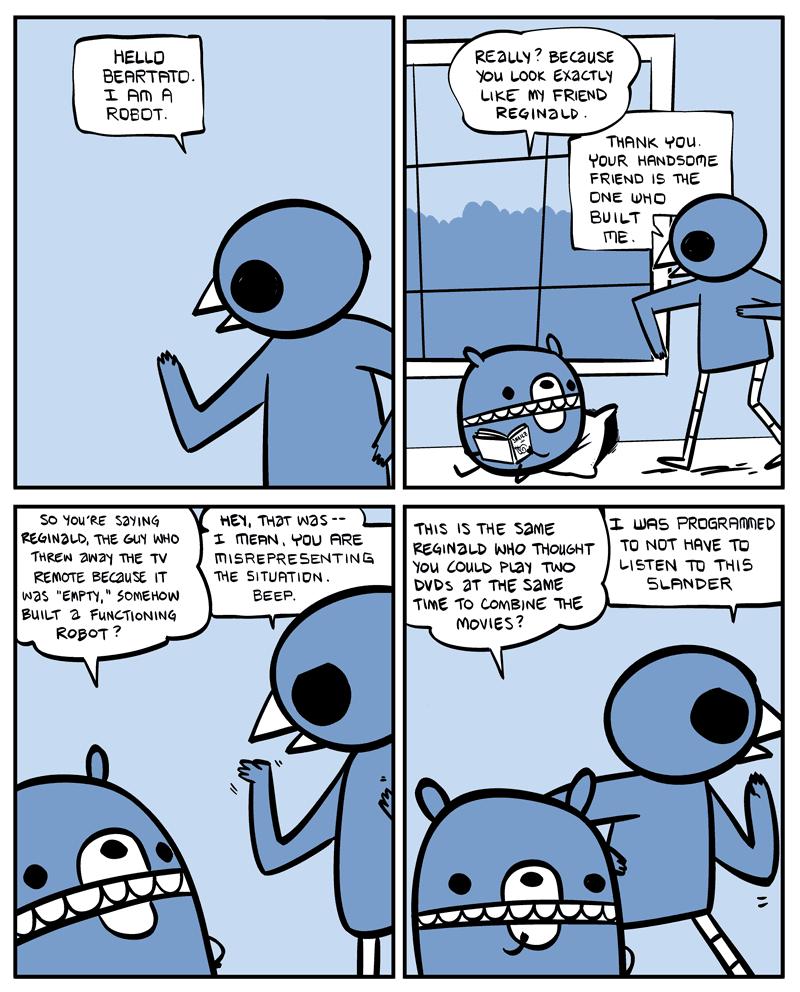 HELLO
BEARTATO.
I AM A
ROBOT.
REALLY? BECAUSE
YOU LOOK EXACTLY
LIKE MY FRIEND
REGINALD.
THANK YOU.
YOUR HANDSOME
FRIEND IS THE
ONE WHO
BUILT
ME.
SO YOU'RE SAYING
REGINALD, THE GUY WHO
THREW AWAY THE TV
REMOTE BECAUSE IT
WAS "EMPTY," SOMEHOW
BUILT A FUNCTIONING
ROBOT?
HEY, THAT WAS --
I MEAN, YOU ARE
MISREPRESENTING
THE SITUATION.
BEEP.
THIS IS THE SAME
REGINALD WHO THOUGHT
YOU COULD PLAY TWO
DVDS AT THE SAME
TIME TO COMBINE THE
MOVIES?
I WAS PROGRAMMED
TO NOT HAVE TO
LISTEN TO THIS
SLANDER